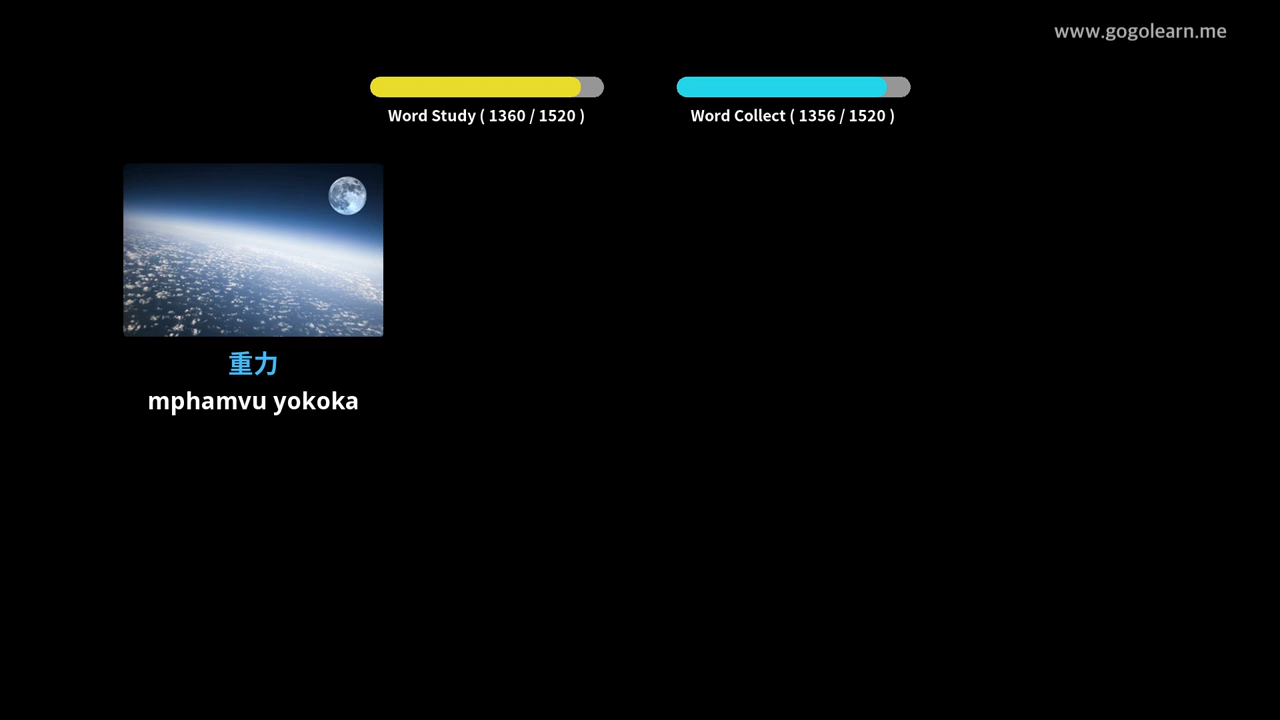 www.gogolearn.me
Word Study ( 1360 / 1520 )
Word Collect ( 1356 / 1520 )
重力
mphamvu yokoka